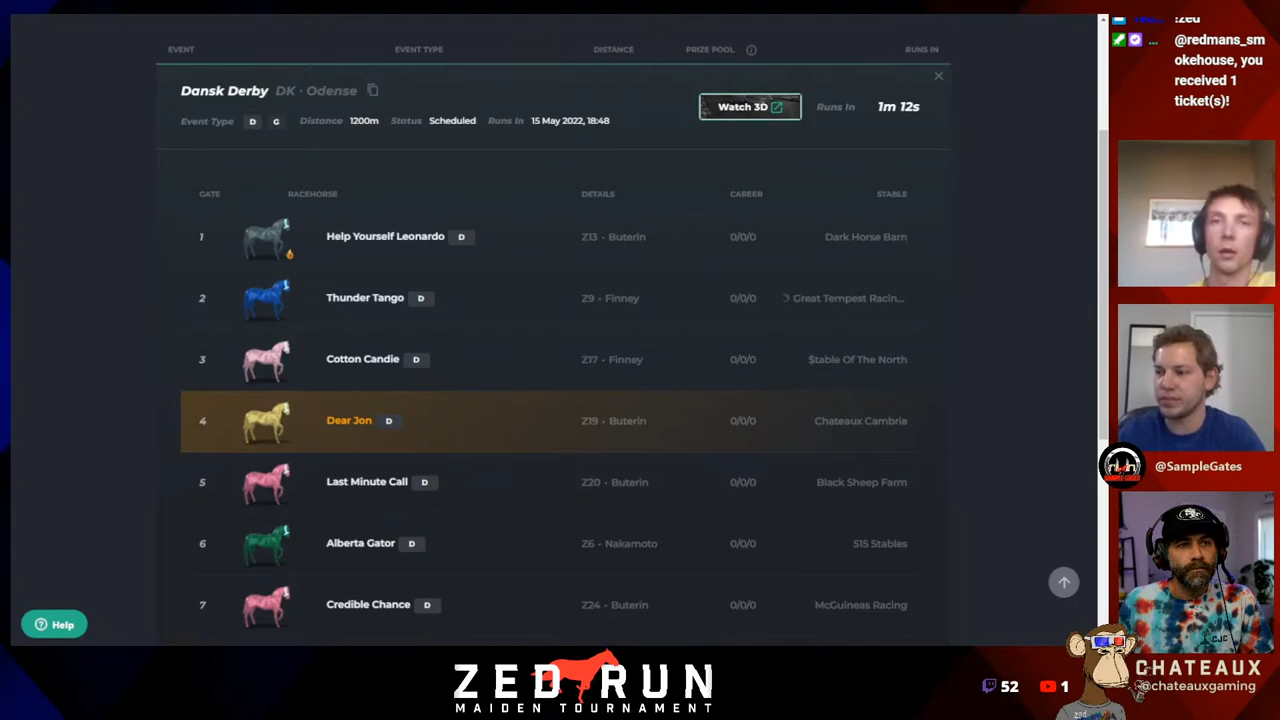 EVENT EVENT TYPE DISTANCE PRIZE POOL RUNS IN
Dansk Derby DK · Odense
Watch 3D Runs In 1m 12s
Event Type D G Distance 1200m Status Scheduled Runs In 15 May 2022, 18:48
GATE RACEHORSE DETAILS CAREER STABLE
1 Help Yourself Leonardo D Z13 · Buterin 0/0/0 Dark Horse Barn
2 Thunder Tango D Z9 · Finney 0/0/0 Great Tempest Racin...
3 Cotton Candie D Z17 · Finney 0/0/0 $table Of The North
4 Dear Jon D Z19 · Buterin 0/0/0 Chateaux Cambria
5 Last Minute Call D Z20 · Buterin 0/0/0 Black Sheep Farm
6 Alberta Gator D Z6 · Nakamoto 0/0/0 515 Stables
7 Credible Chance D Z24 · Buterin 0/0/0 McGuineas Racing
Help
ZED RUN
MAIDEN TOURNAMENT
!zed
... @redmans_sm
okehouse, you
received 1
ticket(s)!
@SampleGates
CJC
CHATEAUX
@chateauxgaming
52 1